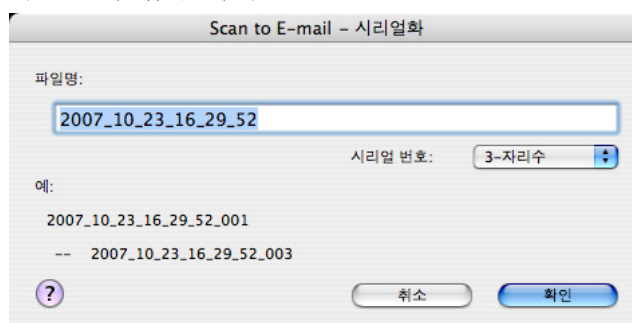 Scan to E-mail – 시리얼화
파일명:
2007_10_23_16_29_52
시리얼 번호: 3-자리수
예:
2007_10_23_16_29_52_001
-- 2007_10_23_16_29_52_003
? 취소 확인